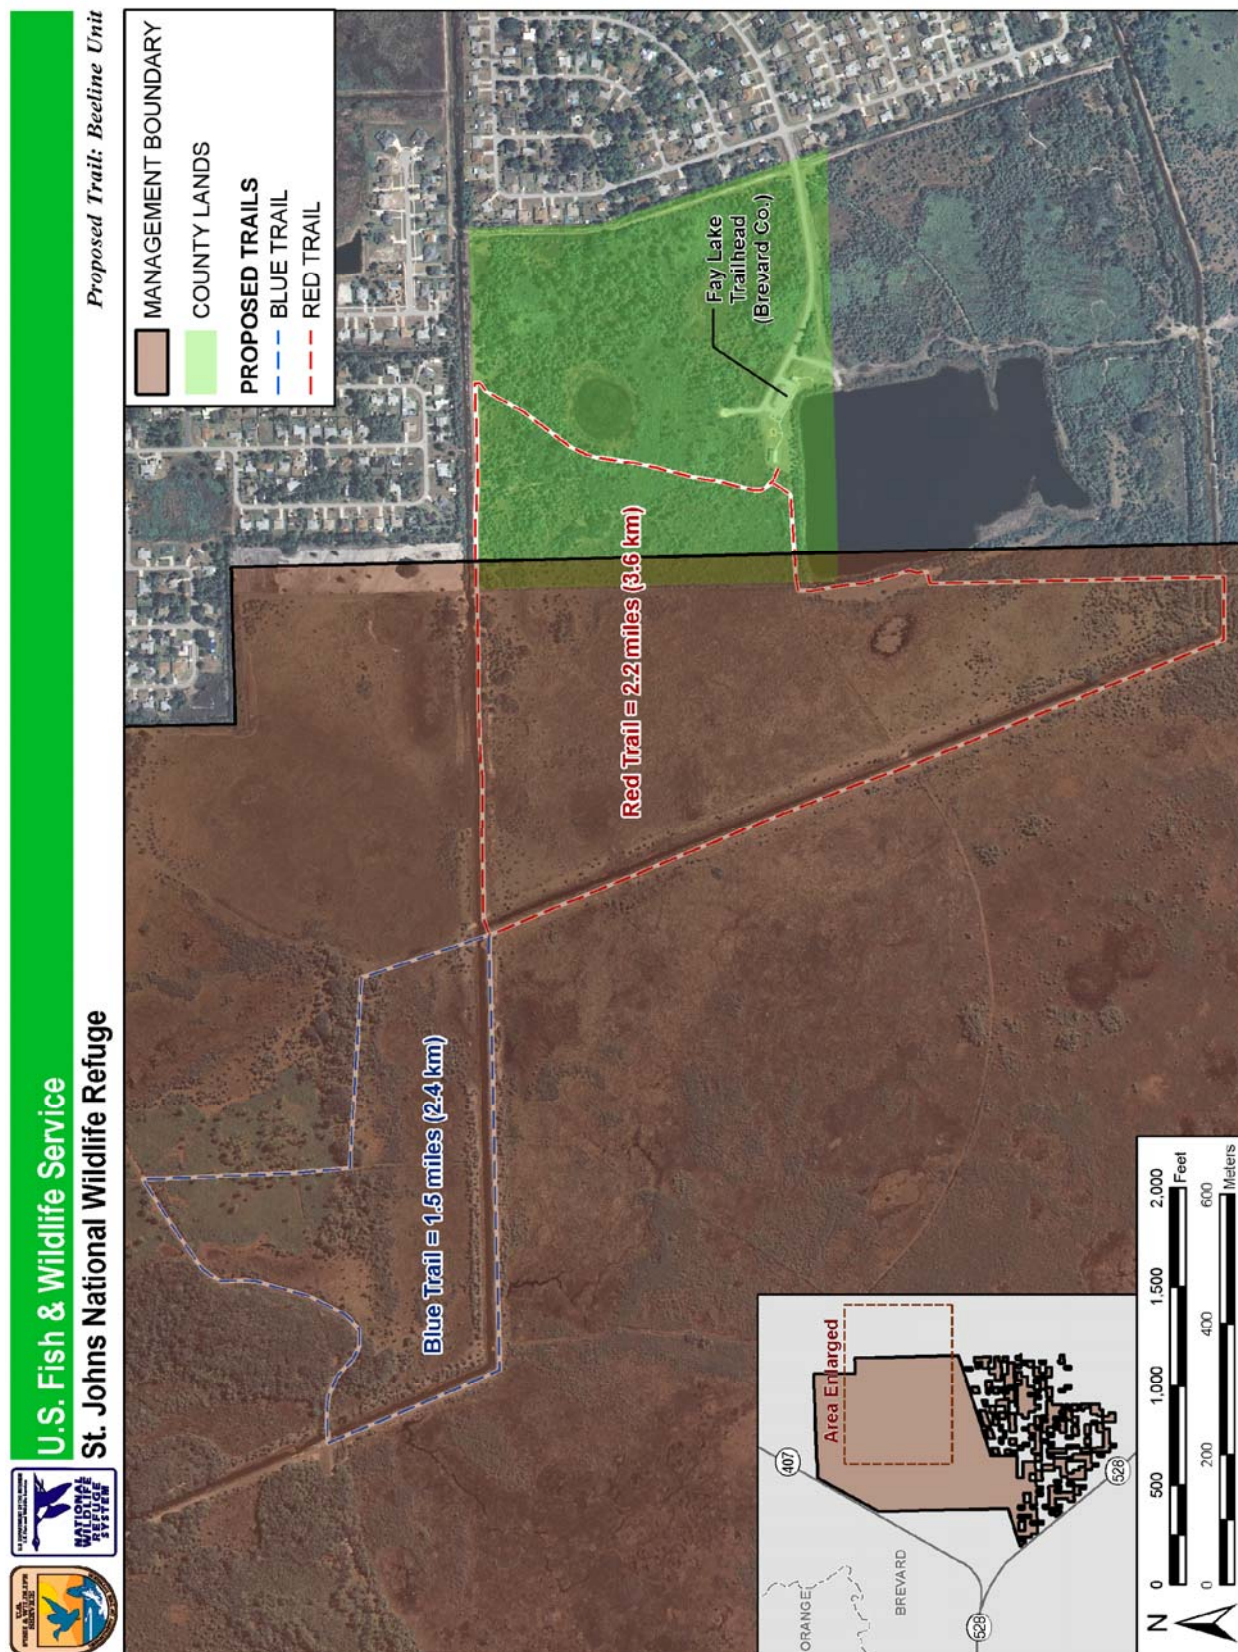 U.S. Fish & Wildlife Service
St. Johns National Wildlife Refuge
Proposed Trail: Beeline Unit
NATIONAL
WILDLIFE
REFUGE
SYSTEM
U.S.
FISH & WILDLIFE
SERVICE
MANAGEMENT BOUNDARY
COUNTY LANDS
PROPOSED TRAILS
BLUE TRAIL
RED TRAIL
Fay Lake
Trailhead
(Brevard Co.)
Red Trail = 2.2 miles (3.6 km)
Blue Trail = 1.5 miles (2.4 km)
Area Enlarged
407
528
528
ORANGE
BREVARD
N
0 500 1,000 1,500 2,000
Feet
0 200 400 600
Meters